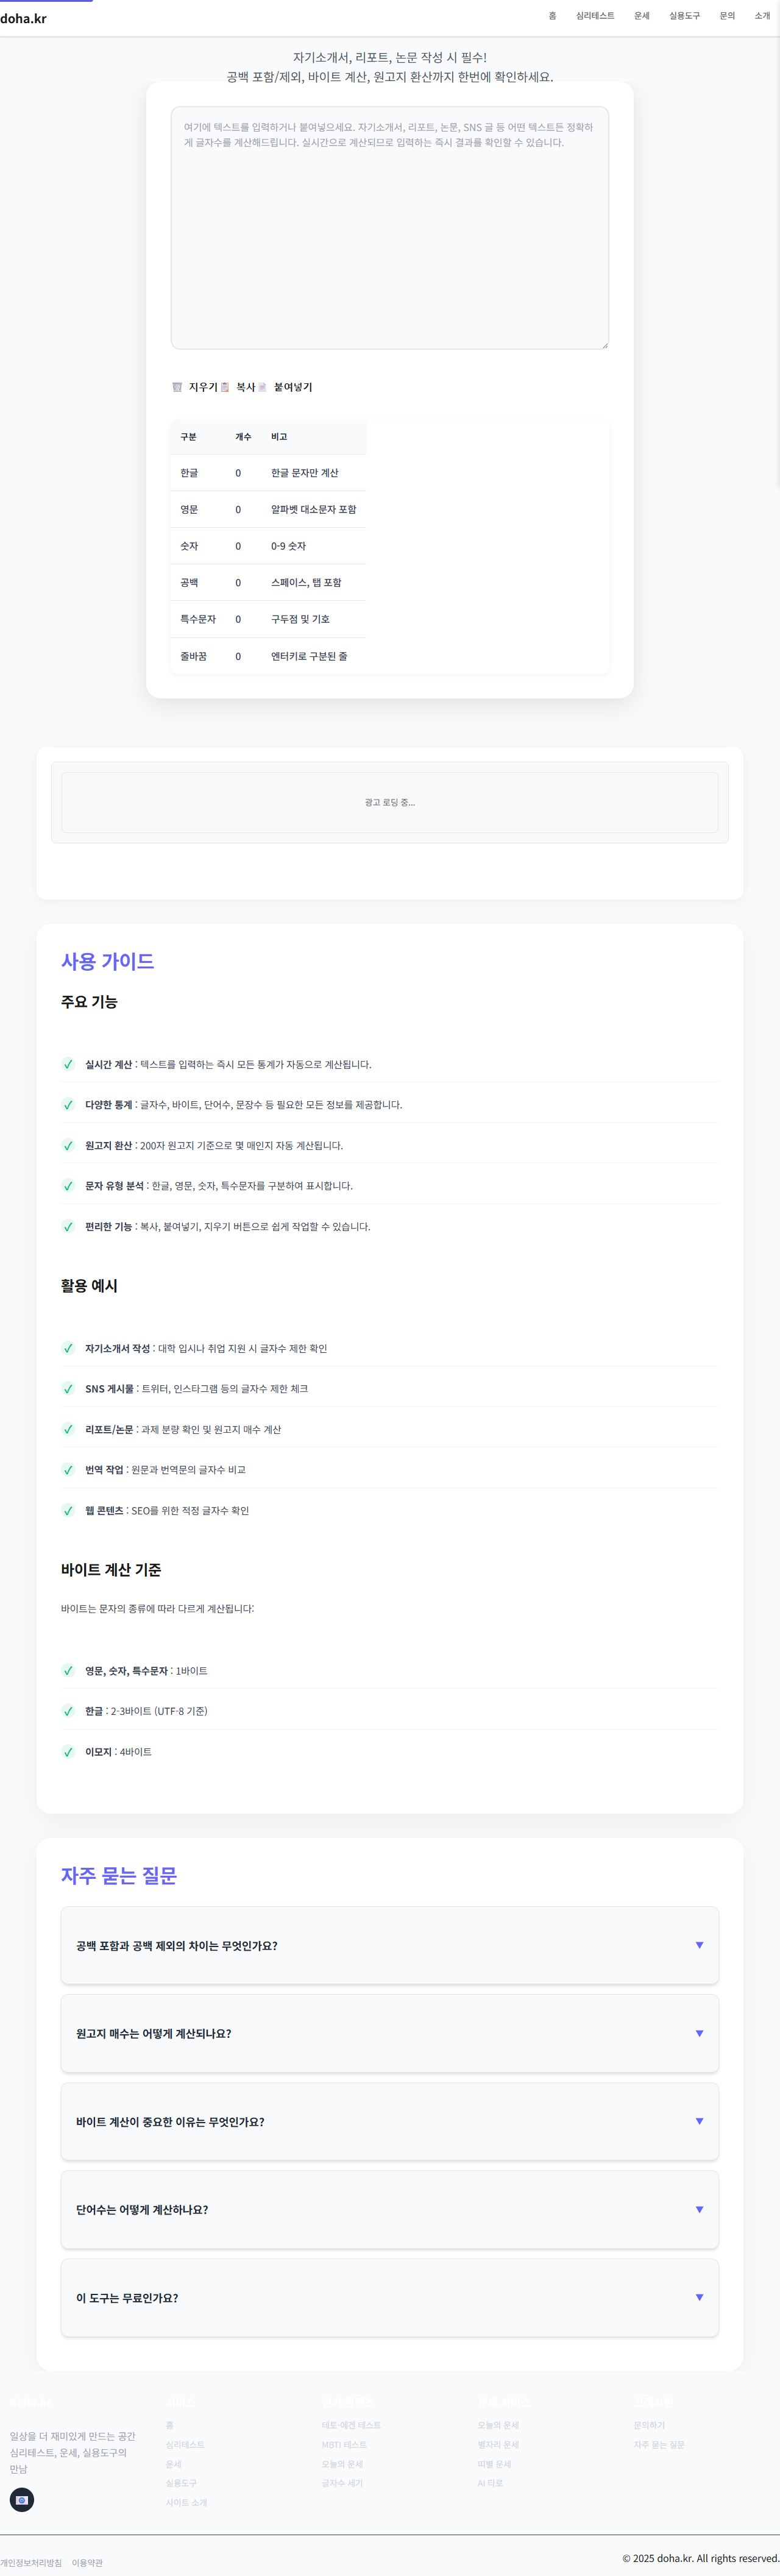 doha.kr
홈 심리테스트 운세 실용도구 문의 소개
자기소개서, 리포트, 논문 작성 시 필수!
공백 포함/제외, 바이트 계산, 원고지 환산까지 한번에 확인하세요.
여기에 텍스트를 입력하거나 붙여넣으세요. 자기소개서, 리포트, 논문, SNS 글 등 어떤 텍스트든 정확하
게 글자수를 계산해드립니다. 실시간으로 계산되므로 입력하는 즉시 결과를 확인할 수 있습니다.
지우기 복사 붙여넣기
구분 개수 비고
한글 0 한글 문자만 계산
영문 0 알파벳 대소문자 포함
숫자 0 0-9 숫자
공백 0 스페이스, 탭 포함
특수문자 0 구두점 및 기호
줄바꿈 0 엔터키로 구분된 줄
광고 로딩 중...
사용 가이드
주요 기능
✓ 실시간 계산 : 텍스트를 입력하는 즉시 모든 통계가 자동으로 계산됩니다.
✓ 다양한 통계 : 글자수, 바이트, 단어수, 문장수 등 필요한 모든 정보를 제공합니다.
✓ 원고지 환산 : 200자 원고지 기준으로 몇 매인지 자동 계산됩니다.
✓ 문자 유형 분석 : 한글, 영문, 숫자, 특수문자를 구분하여 표시합니다.
✓ 편리한 기능 : 복사, 붙여넣기, 지우기 버튼으로 쉽게 작업할 수 있습니다.
활용 예시
✓ 자기소개서 작성 : 대학 입시나 취업 지원 시 글자수 제한 확인
✓ SNS 게시물 : 트위터, 인스타그램 등의 글자수 제한 체크
✓ 리포트/논문 : 과제 분량 확인 및 원고지 매수 계산
✓ 번역 작업 : 원문과 번역문의 글자수 비교
✓ 웹 콘텐츠 : SEO를 위한 적정 글자수 확인
바이트 계산 기준
바이트는 문자의 종류에 따라 다르게 계산됩니다:
✓ 영문, 숫자, 특수문자 : 1바이트
✓ 한글 : 2-3바이트 (UTF-8 기준)
✓ 이모지 : 4바이트
자주 묻는 질문
공백 포함과 공백 제외의 차이는 무엇인가요? ▼
원고지 매수는 어떻게 계산되나요? ▼
바이트 계산이 중요한 이유는 무엇인가요? ▼
단어수는 어떻게 계산하나요? ▼
이 도구는 무료인가요? ▼
doha.kr
일상을 더 재미있게 만드는 공간
심리테스트, 운세, 실용도구의
만남
홈
심리테스트
운세
실용도구
사이트 소개
테토-에겐 테스트
MBTI 테스트
오늘의 운세
글자수 세기
오늘의 운세
별자리 운세
띠별 운세
AI 타로
문의하기
자주 묻는 질문
개인정보처리방침 이용약관
© 2025 doha.kr. All rights reserved.